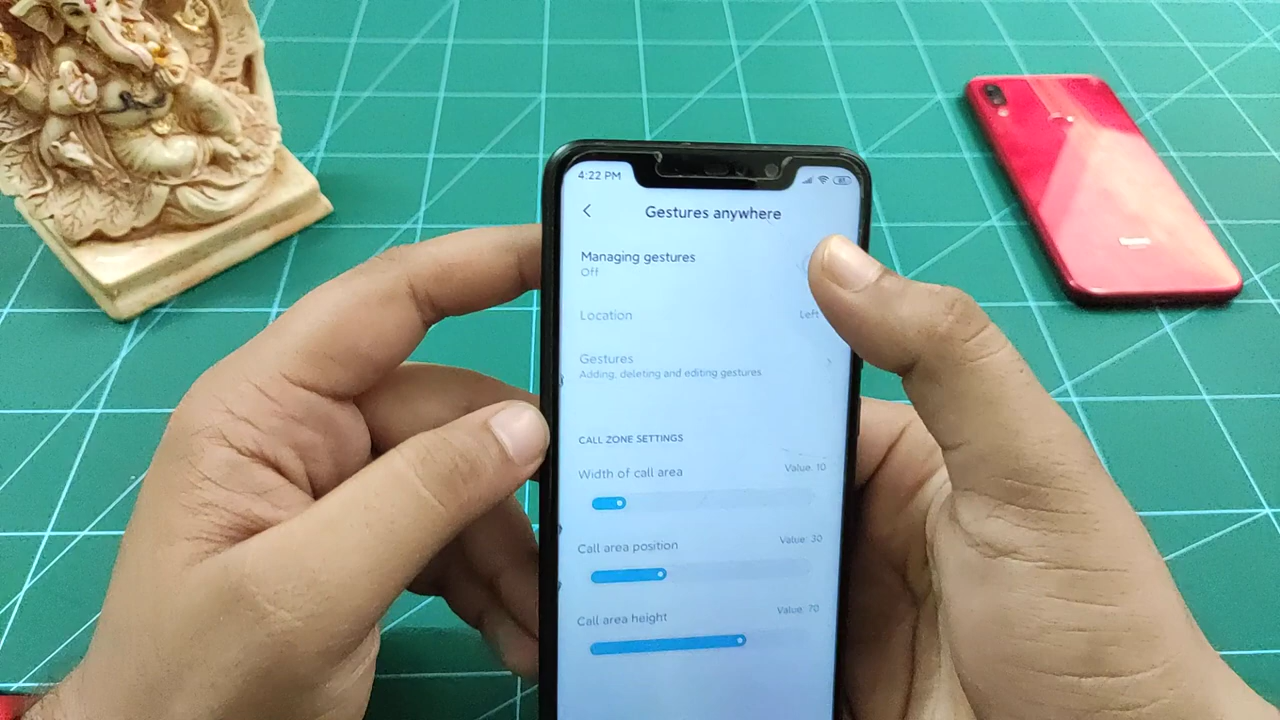 4:22 PM
Gestures anywhere
Managing gestures
Off
Location
Left
Gestures
Adding, deleting and editing gestures
CALL ZONE SETTINGS
Width of call area
Value: 10
Call area position
Value: 30
Call area height
Value: 70